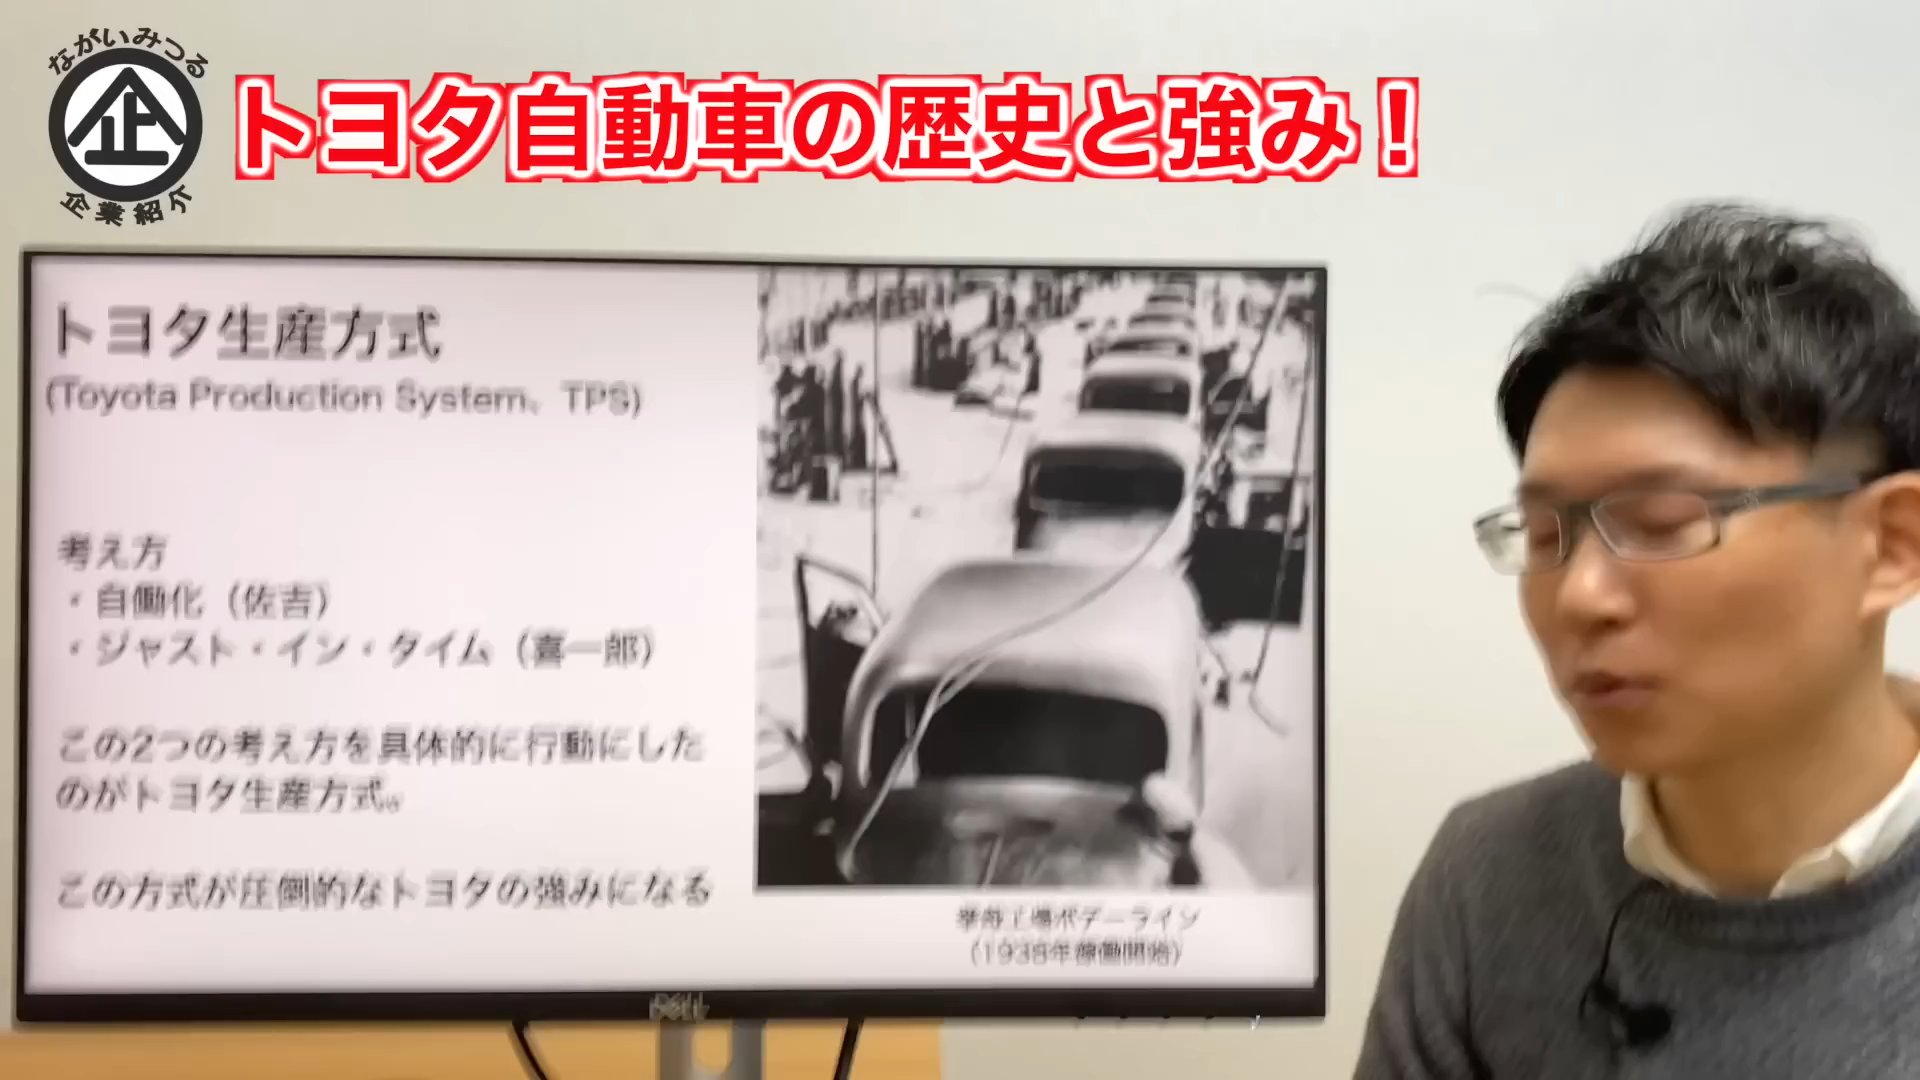 ながいみつる
企
企業紹介
トヨタ自動車の歴史と強み！
トヨタ生産方式
(Toyota Production System、TPS)
考え方
・自働化（佐吉）
・ジャスト・イン・タイム（喜一郎）
この2つの考え方を具体的に行動にした
のがトヨタ生産方式。
この方式が圧倒的なトヨタの強みになる
挙母工場ボデーライン
（1938年稼働開始）
DELL